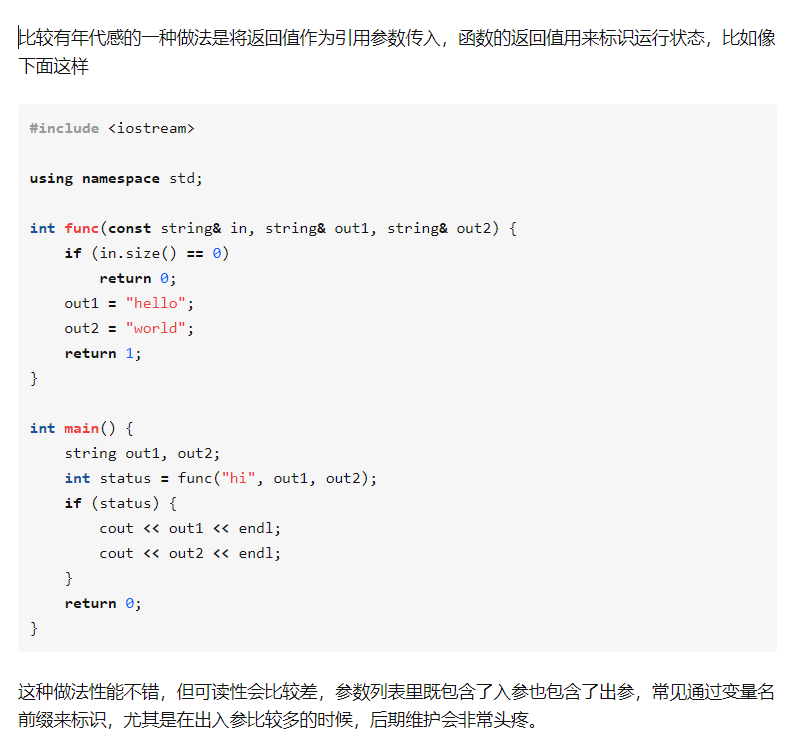 比较有年代感的一种做法是将返回值作为引用参数传入，函数的返回值用来标识运行状态，比如像
下面这样
#include <iostream>
using namespace std;
int func(const string& in, string& out1, string& out2) {
    if (in.size() == 0)
        return 0;
    out1 = "hello";
    out2 = "world";
    return 1;
}
int main() {
    string out1, out2;
    int status = func("hi", out1, out2);
    if (status) {
        cout << out1 << endl;
        cout << out2 << endl;
    }
    return 0;
}
这种做法性能不错，但可读性会比较差，参数列表里既包含了入参也包含了出参，常见通过变量名
前缀来标识，尤其是在出入参比较多的时候，后期维护会非常头疼。